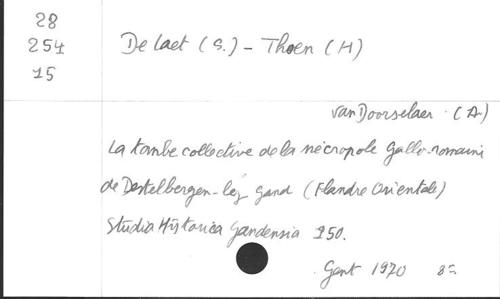 28
254
15
De Laet (S.) - Thoen (H)
Van Doorselaer. (A)
La tombe collective de la nécropole Gallo-romaine
de Destelbergen-lez gand (Flandre Orientale)
Studia Historica Gandensia 150.
Gent 1970 8°